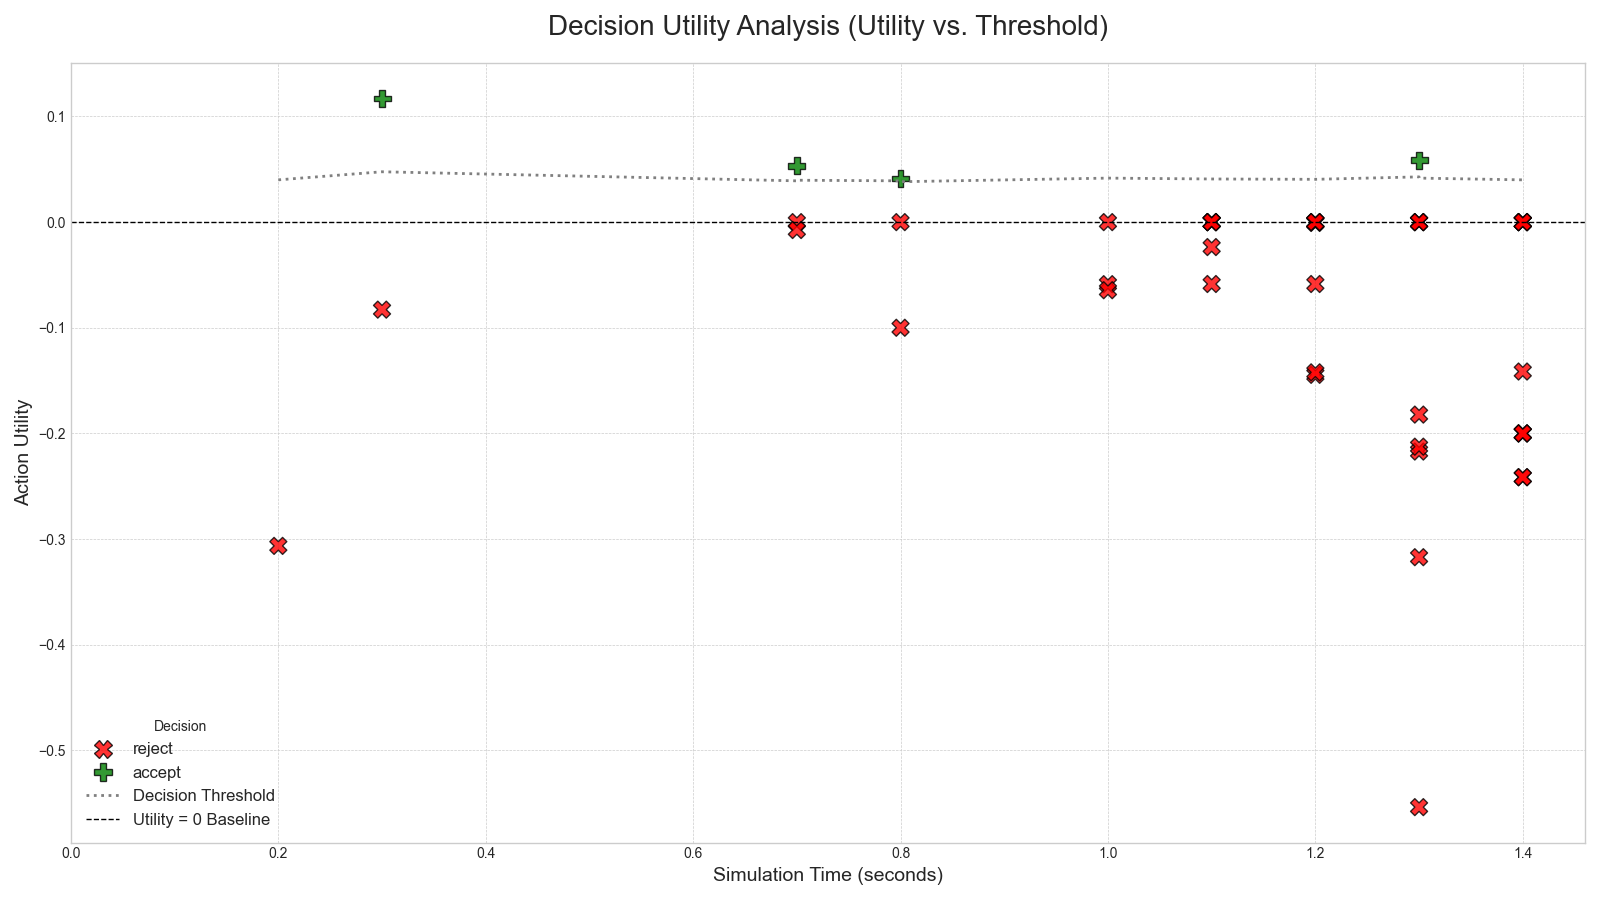 Decision Utility Analysis (Utility vs. Threshold)
Action Utility
0.1
0.0
−0.1
−0.2
−0.3
−0.4
−0.5
Decision
reject
accept
Decision Threshold
Utility = 0 Baseline
0.0 0.2 0.4 0.6 0.8 1.0 1.2 1.4
Simulation Time (seconds)